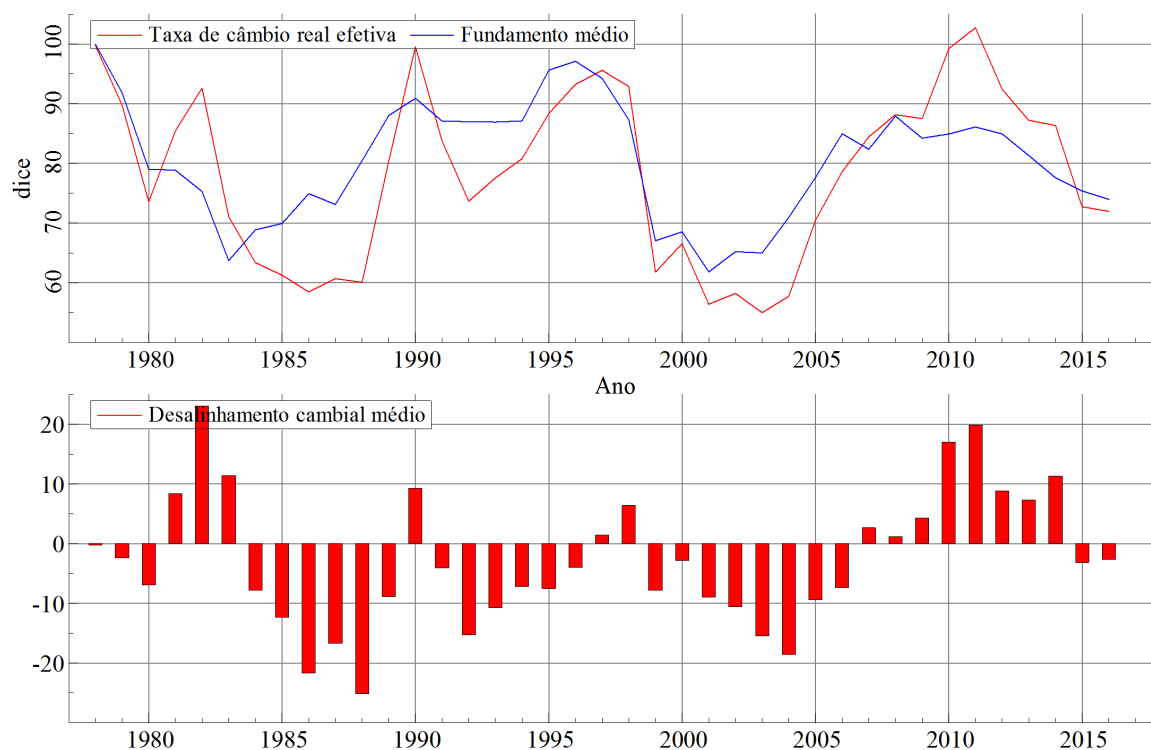 Taxa de câmbio real efetiva Fundamento médio
100
90
80
70
60
dice
1980 1985 1990 1995 2000 2005 2010 2015
Ano
Desalinhamento cambial médio
20
10
0
-10
-20
1980 1985 1990 1995 2000 2005 2010 2015